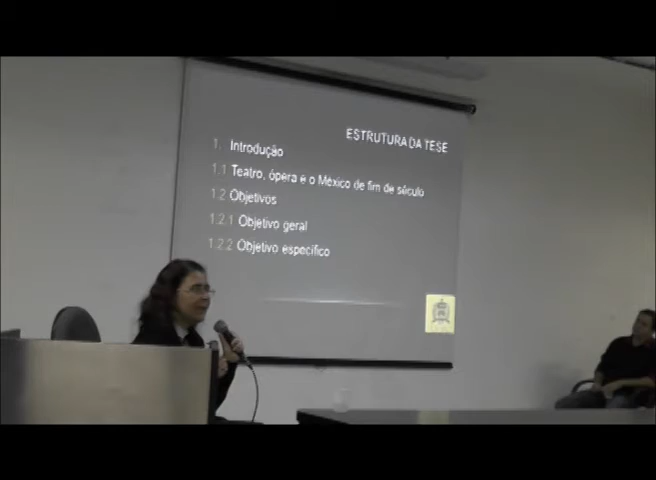 ESTRUTURA DA TESE
1. Introdução
1.1 Teatro, ópera e o México de fim de século
1.2 Objetivos
1.2.1 Objetivo geral
1.2.2 Objetivo específico